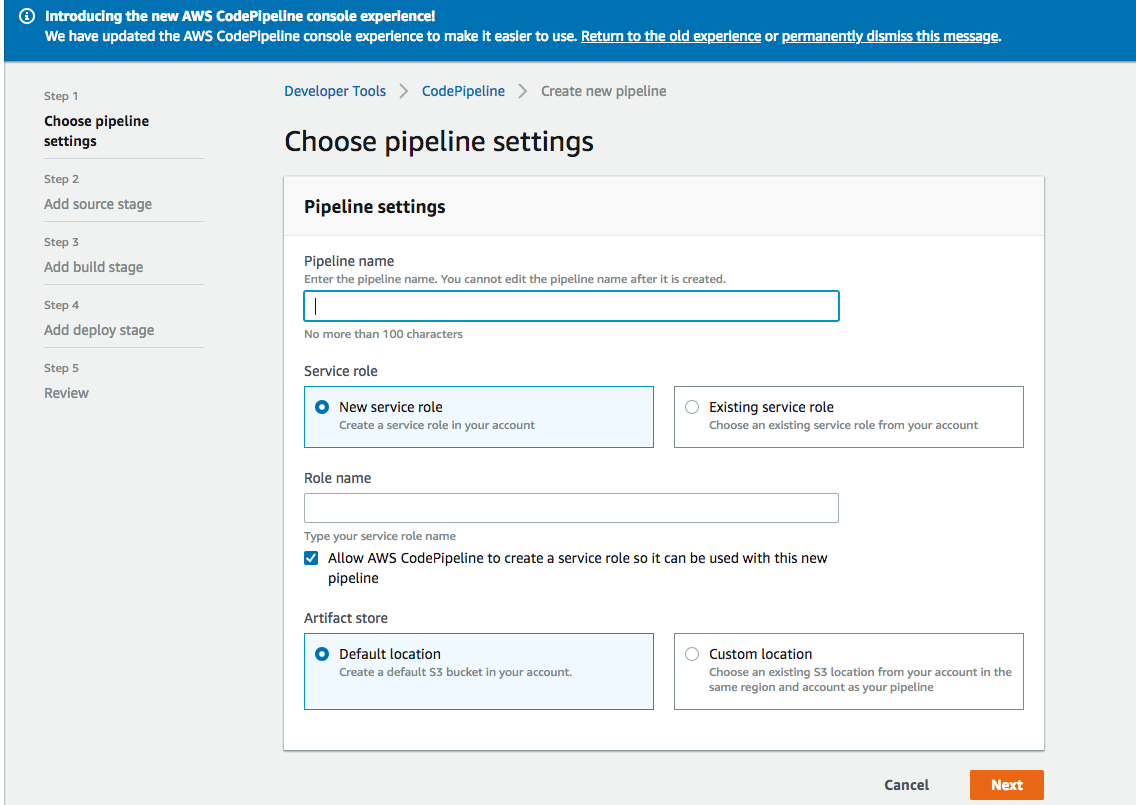 Introducing the new AWS CodePipeline console experience!
We have updated the AWS CodePipeline console experience to make it easier to use. Return to the old experience or permanently dismiss this message.
Step 1
Choose pipeline
settings
Step 2
Add source stage
Step 3
Add build stage
Step 4
Add deploy stage
Step 5
Review
Developer Tools > CodePipeline > Create new pipeline
Choose pipeline settings
Pipeline settings
Pipeline name
Enter the pipeline name. You cannot edit the pipeline name after it is created.
No more than 100 characters
Service role
New service role
Create a service role in your account
Existing service role
Choose an existing service role from your account
Role name
Type your service role name
Allow AWS CodePipeline to create a service role so it can be used with this new
pipeline
Artifact store
Default location
Create a default S3 bucket in your account.
Custom location
Choose an existing S3 location from your account in the
same region and account as your pipeline
Cancel
Next